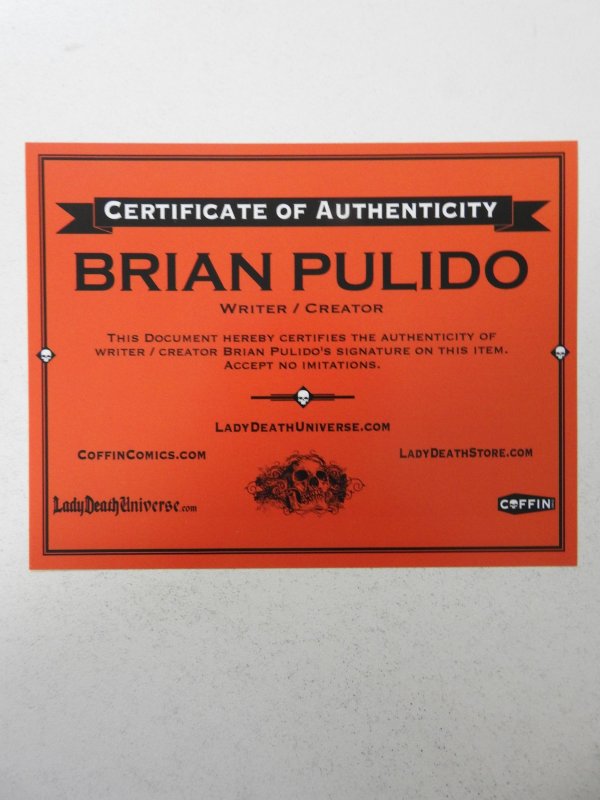 CERTIFICATE OF AUTHENTICITY
BRIAN PULIDO
WRITER / CREATOR
THIS DOCUMENT HEREBY CERTIFIES THE AUTHENTICITY OF
WRITER / CREATOR BRIAN PULIDO'S SIGNATURE ON THIS ITEM.
ACCEPT NO IMITATIONS.
LADYDEATHUNIVERSE.COM
COFFINCOMICS.COM
LADYDEATHSTORE.COM
LadyDeathUniverse.com
COFFIN